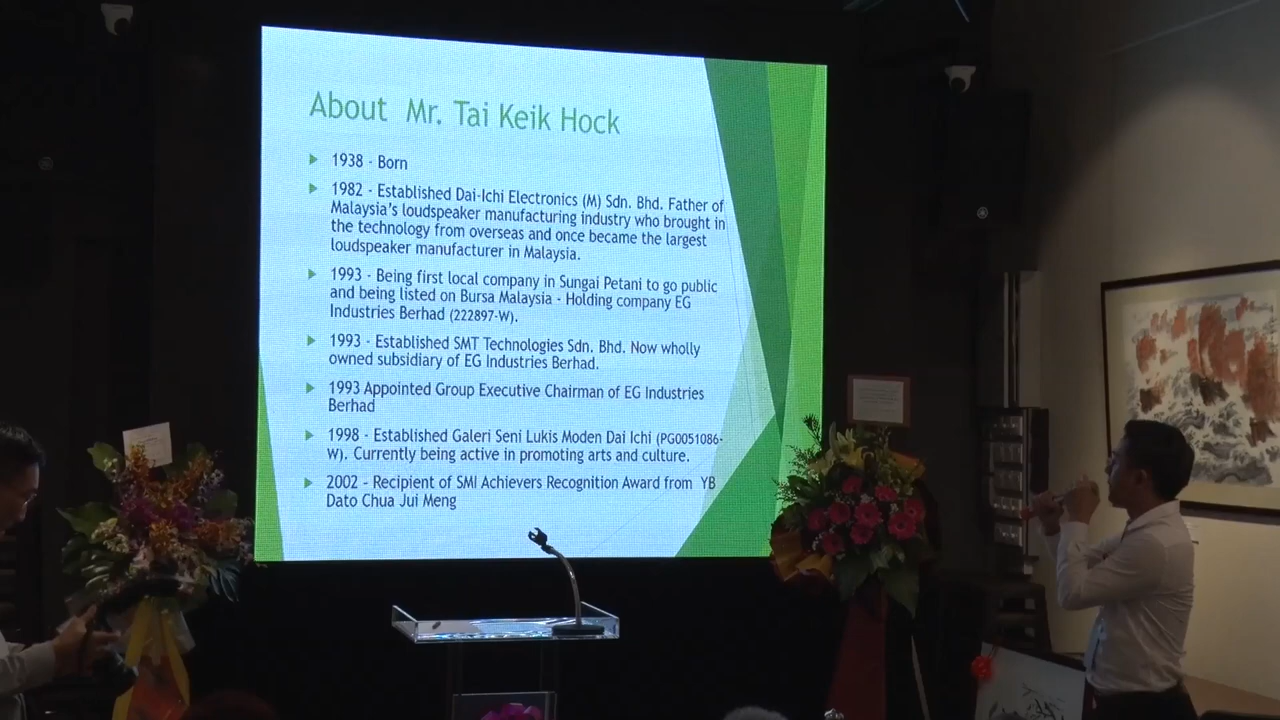 About Mr. Tai Keik Hock
1938 - Born
1982 - Established Dai-Ichi Electronics (M) Sdn. Bhd. Father of
Malaysia's loudspeaker manufacturing industry who brought in
the technology from overseas and once became the largest
loudspeaker manufacturer in Malaysia.
1993 - Being first local company in Sungai Petani to go public
and being listed on Bursa Malaysia - Holding company EG
Industries Berhad (222897-W).
1993 - Established SMT Technologies Sdn. Bhd. Now wholly
owned subsidiary of EG Industries Berhad.
1993 Appointed Group Executive Chairman of EG Industries
Berhad
1998 - Established Galeri Seni Lukis Moden Dai Ichi (PG0051086-
W). Currently being active in promoting arts and culture.
2002 - Recipient of SMI Achievers Recognition Award from YB
Dato Chua Jui Meng